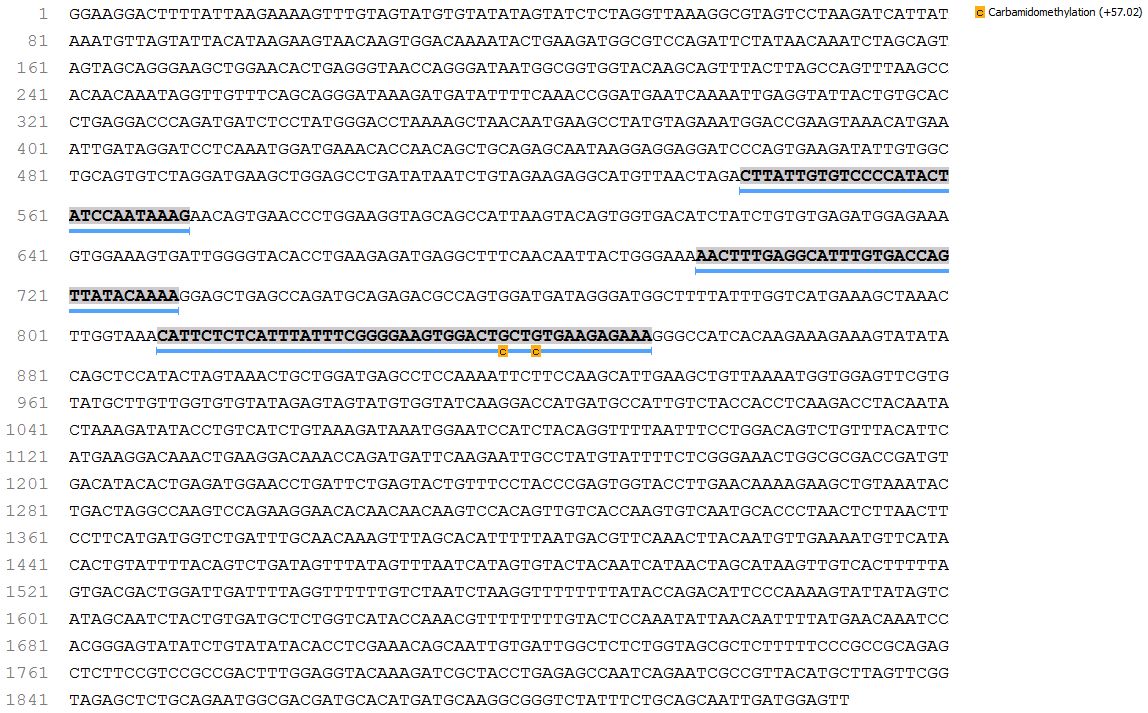 1 GGAAGGACTTTTATTAAGAAAAGTTTGTAGTATGTGTATATAGTATCTCTAGGTTAAAGGCGTAGTCCTAAGATCATTAT
c Carbamidomethylation (+57.02)
81 AAATGTTAGTATTACATAAGAAGTAACAAGTGGACAAAATACTGAAGATGGCGTCCAGATTCTATAACAAATCTAGCAGT
161 AGTAGCAGGGAAGCTGGAACACTGAGGGTAACCAGGGATAATGGCGGTGGTACAAGCAGTTTACTTAGCCAGTTTAAGCC
241 ACAACAAATAGGTTGTTTCAGCAGGGATAAAGATGATATTTTCAAACCGGATGAATCAAAATTGAGGTATTACTGTGCAC
321 CTGAGGACCCAGATGATCTCCTATGGGACCTAAAAGCTAACAATGAAGCCTATGTAGAAATGGACCGAAGTAAACATGAA
401 ATTGATAGGATCCTCAAATGGATGAAACACCAACAGCTGCAGAGCAATAAGGAGGAGGATCCCAGTGAAGATATTGTGGC
481 TGCAGTGTCTAGGATGAAGCTGGAGCCTGATATAATCTGTAGAAGAGGCATGTTAACTAGACTTATTGTGTCCCCATACT
561 ATCCAATAAAGAACAGTGAACCCTGGAAGGTAGCAGCCATTAAGTACAGTGGTGACATCTATCTGTGTGAGATGGAGAAA
641 GTGGAAAGTGATTGGGGTACACCTGAAGAGATGAGGCTTTCAACAATTACTGGGAAAAACTTTGAGGCATTTGTGACCAG
721 TTATACAAAAGGAGCTGAGCCAGATGCAGAGACGCCAGTGGATGATAGGGATGGCTTTTATTTGGTCATGAAAGCTAAAC
801 TTGGTAAACATTCTCTCATTTATTTCGGGGAAGTGGACTGCTGTGAAGAGAAAGGGCCATCACAAGAAAGAAAGTATATA
c c
881 CAGCTCCATACTAGTAAACTGCTGGATGAGCCTCCAAAATTCTTCCAAGCATTGAAGCTGTTAAAATGGTGGAGTTCGTG
961 TATGCTTGTTGGTGTGTATAGAGTAGTATGTGGTATCAAGGACCATGATGCCATTGTCTACCACCTCAAGACCTACAATA
1041 CTAAAGATATACCTGTCATCTGTAAAGATAAATGGAATCCATCTACAGGTTTTAATTTCCTGGACAGTCTGTTTACATTC
1121 ATGAAGGACAAACTGAAGGACAAACCAGATGATTCAAGAATTGCCTATGTATTTTCTCGGGAAACTGGCGCGACCGATGT
1201 GACATACACTGAGATGGAACCTGATTCTGAGTACTGTTTCCTACCCGAGTGGTACCTTGAACAAAAGAAGCTGTAAATAC
1281 TGACTAGGCCAAGTCCAGAAGGAACACAACAACAAGTCCACAGTTGTCACCAAGTGTCAATGCACCCTAACTCTTAACTT
1361 CCTTCATGATGGTCTGATTTGCAACAAAGTTTAGCACATTTTTAATGACGTTCAAACTTACAATGTTGAAAATGTTCATA
1441 CACTGTATTTTACAGTCTGATAGTTTATAGTTTAATCATAGTGTACTACAATCATAACTAGCATAAGTTGTCACTTTTTA
1521 GTGACGACTGGATTGATTTTAGGTTTTTTGTCTAATCTAAGGTTTTTTTTATACCAGACATTCCCAAAAGTATTATAGTC
1601 ATAGCAATCTACTGTGATGCTCTGGTCATACCAAACGTTTTTTTTGTACTCCAAATATTAACAATTTTATGAACAAATCC
1681 ACGGGAGTATATCTGTATATACACCTCGAAACAGCAATTGTGATTGGCTCTCTGGTAGCGCTCTTTTTCCCGCCGCAGAG
1761 CTCTTCCGTCCGCCGACTTTGGAGGTACAAAGATCGCTACCTGAGAGCCAATCAGAATCGCCGTTACATGCTTAGTTCGG
1841 TAGAGCTCTGCAGAATGGCGACGATGCACATGATGCAAGGCGGGTCTATTTCTGCAGCAATTGATGGAGTT